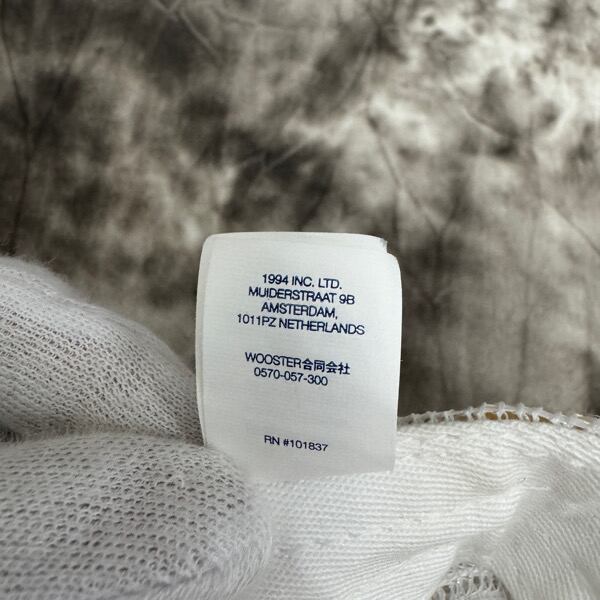 1994 INC. LTD.
MUIDERSTRAAT 9B
AMSTERDAM,
1011PZ NETHERLANDS
WOOSTER合同会社
0570-057-300
RN #101837